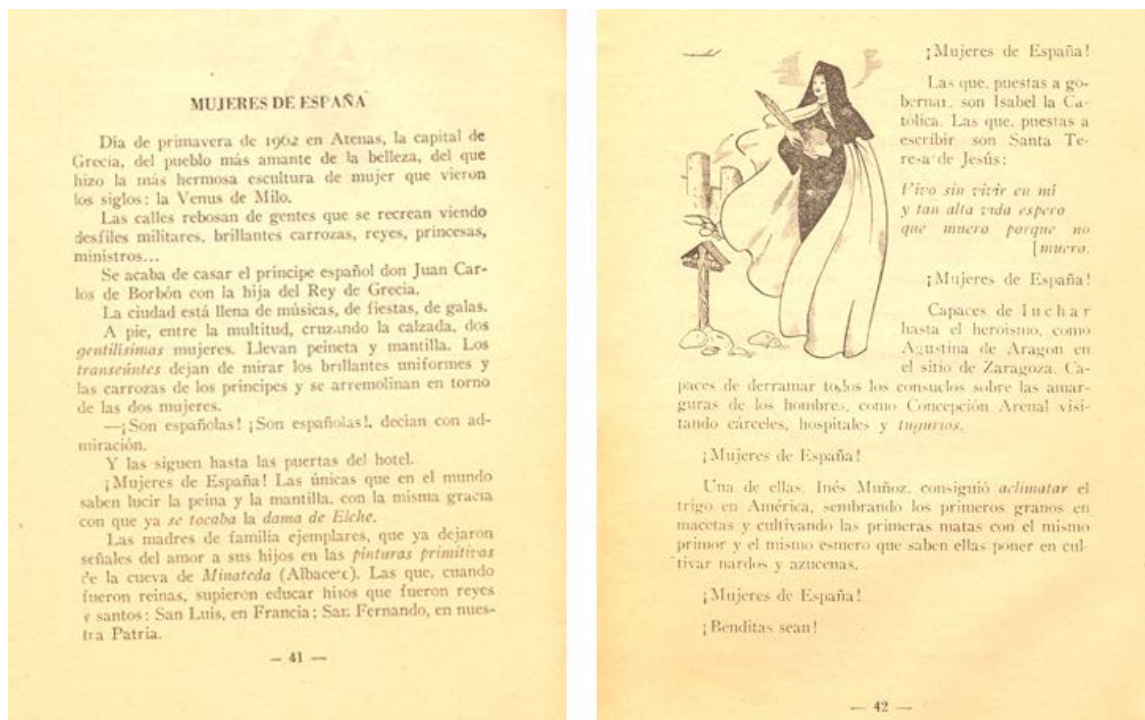 MUJERES DE ESPAÑA
Día de primavera de 1962 en Atenas, la capital de
Grecia, del pueblo más amante de la belleza, del que
hizo la más hermosa escultura de mujer que vieron
los siglos: la Venus de Milo.
Las calles rebosan de gentes que se recrean viendo
desfiles militares, brillantes carrozas, reyes, princesas,
ministros...
Se acaba de casar el príncipe español don Juan Car-
los de Borbón con la hija del Rey de Grecia.
La ciudad está llena de músicas, de fiestas, de galas.
A pie, entre la multitud, cruzando la calzada, dos
gentilísimas mujeres. Llevan peineta y mantilla. Los
transeúntes dejan de mirar los brillantes uniformes y
las carrozas de los príncipes y se arremolinan en torno
de las dos mujeres.
—¡Son españolas! ¡Son españolas!, decían con ad-
miración.
Y las siguen hasta las puertas del hotel.
¡Mujeres de España! Las únicas que en el mundo
saben lucir la peina y la mantilla, con la misma gracia
con que ya se tocaba la dama de Elche.
Las madres de familia ejemplares, que ya dejaron
señales del amor a sus hijos en las pinturas primitivas
de la cueva de Minateda (Albacete). Las que, cuando
fueron reinas, supieron educar hijos que fueron reyes
y santos: San Luis, en Francia; San Fernando, en nues-
tra Patria.
— 41 —
¡Mujeres de España!
Las que, puestas a go-
bernar, son Isabel la Ca-
tólica. Las que, puestas a
escribir son Santa Te-
resa de Jesús:
Vivo sin vivir en mí
y tan alta vida espero
que muero porque no
[muero.
¡Mujeres de España!
Capaces de luchar
hasta el heroísmo, como
Agustina de Aragon en
el sitio de Zaragoza. Ca-
paces de derramar todos los consuelos sobre las amar-
guras de los hombres, como Concepción Arenal visi-
tando cárceles, hospitales y tugurios.
¡Mujeres de España!
Una de ellas, Inés Muñoz, consiguió aclimatar el
trigo en América, sembrando los primeros granos en
macetas y cultivando las primeras matas con el mismo
primor y el mismo esmero que saben ellas poner en cul-
tivar nardos y azucenas.
¡Mujeres de España!
¡Benditas sean!
— 42 —